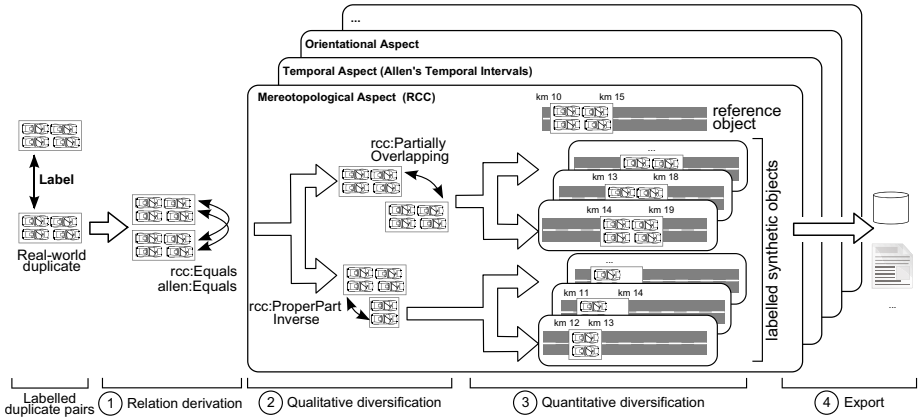 ...
Orientational Aspect
Temporal Aspect (Allen's Temporal Intervals)
Mereotopological Aspect (RCC)
km 10 km 15
reference
object
rcc:Partially
Overlapping
...
km 13 km 18
km 14 km 19
Label
Real-world
duplicate
rcc:Equals
allen:Equals
rcc:ProperPart
Inverse
...
km 11 km 14
km 12 km 13
labelled synthetic objects
...
Labelled
duplicate pairs
1 Relation derivation
2 Qualitative diversification
3 Quantitative diversification
4 Export